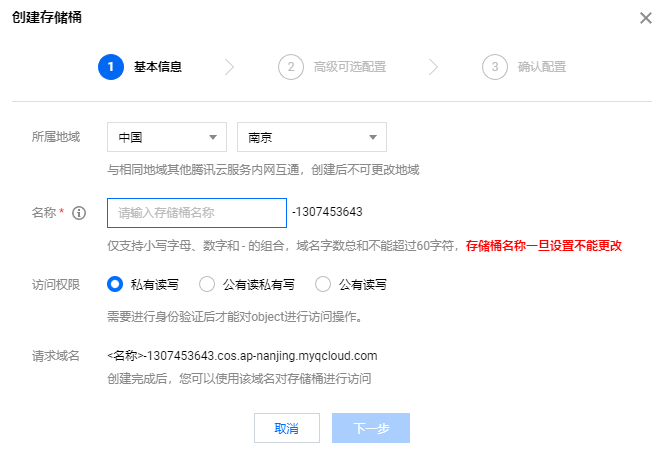 创建存储桶
1 基本信息 2 高级可选配置 3 确认配置
所属地域 中国 南京
与相同地域其他腾讯云服务内网互通，创建后不可更改地域
名称 * 请输入存储桶名称 -1307453643
仅支持小写字母、数字和 - 的组合，域名字数总和不能超过60字符，存储桶名称一旦设置不能更改
访问权限 私有读写 公有读私有写 公有读写
需要进行身份验证后才能对object进行访问操作。
请求域名 <名称>-1307453643.cos.ap-nanjing.myqcloud.com
创建完成后，您可以使用该域名对存储桶进行访问
取消 下一步